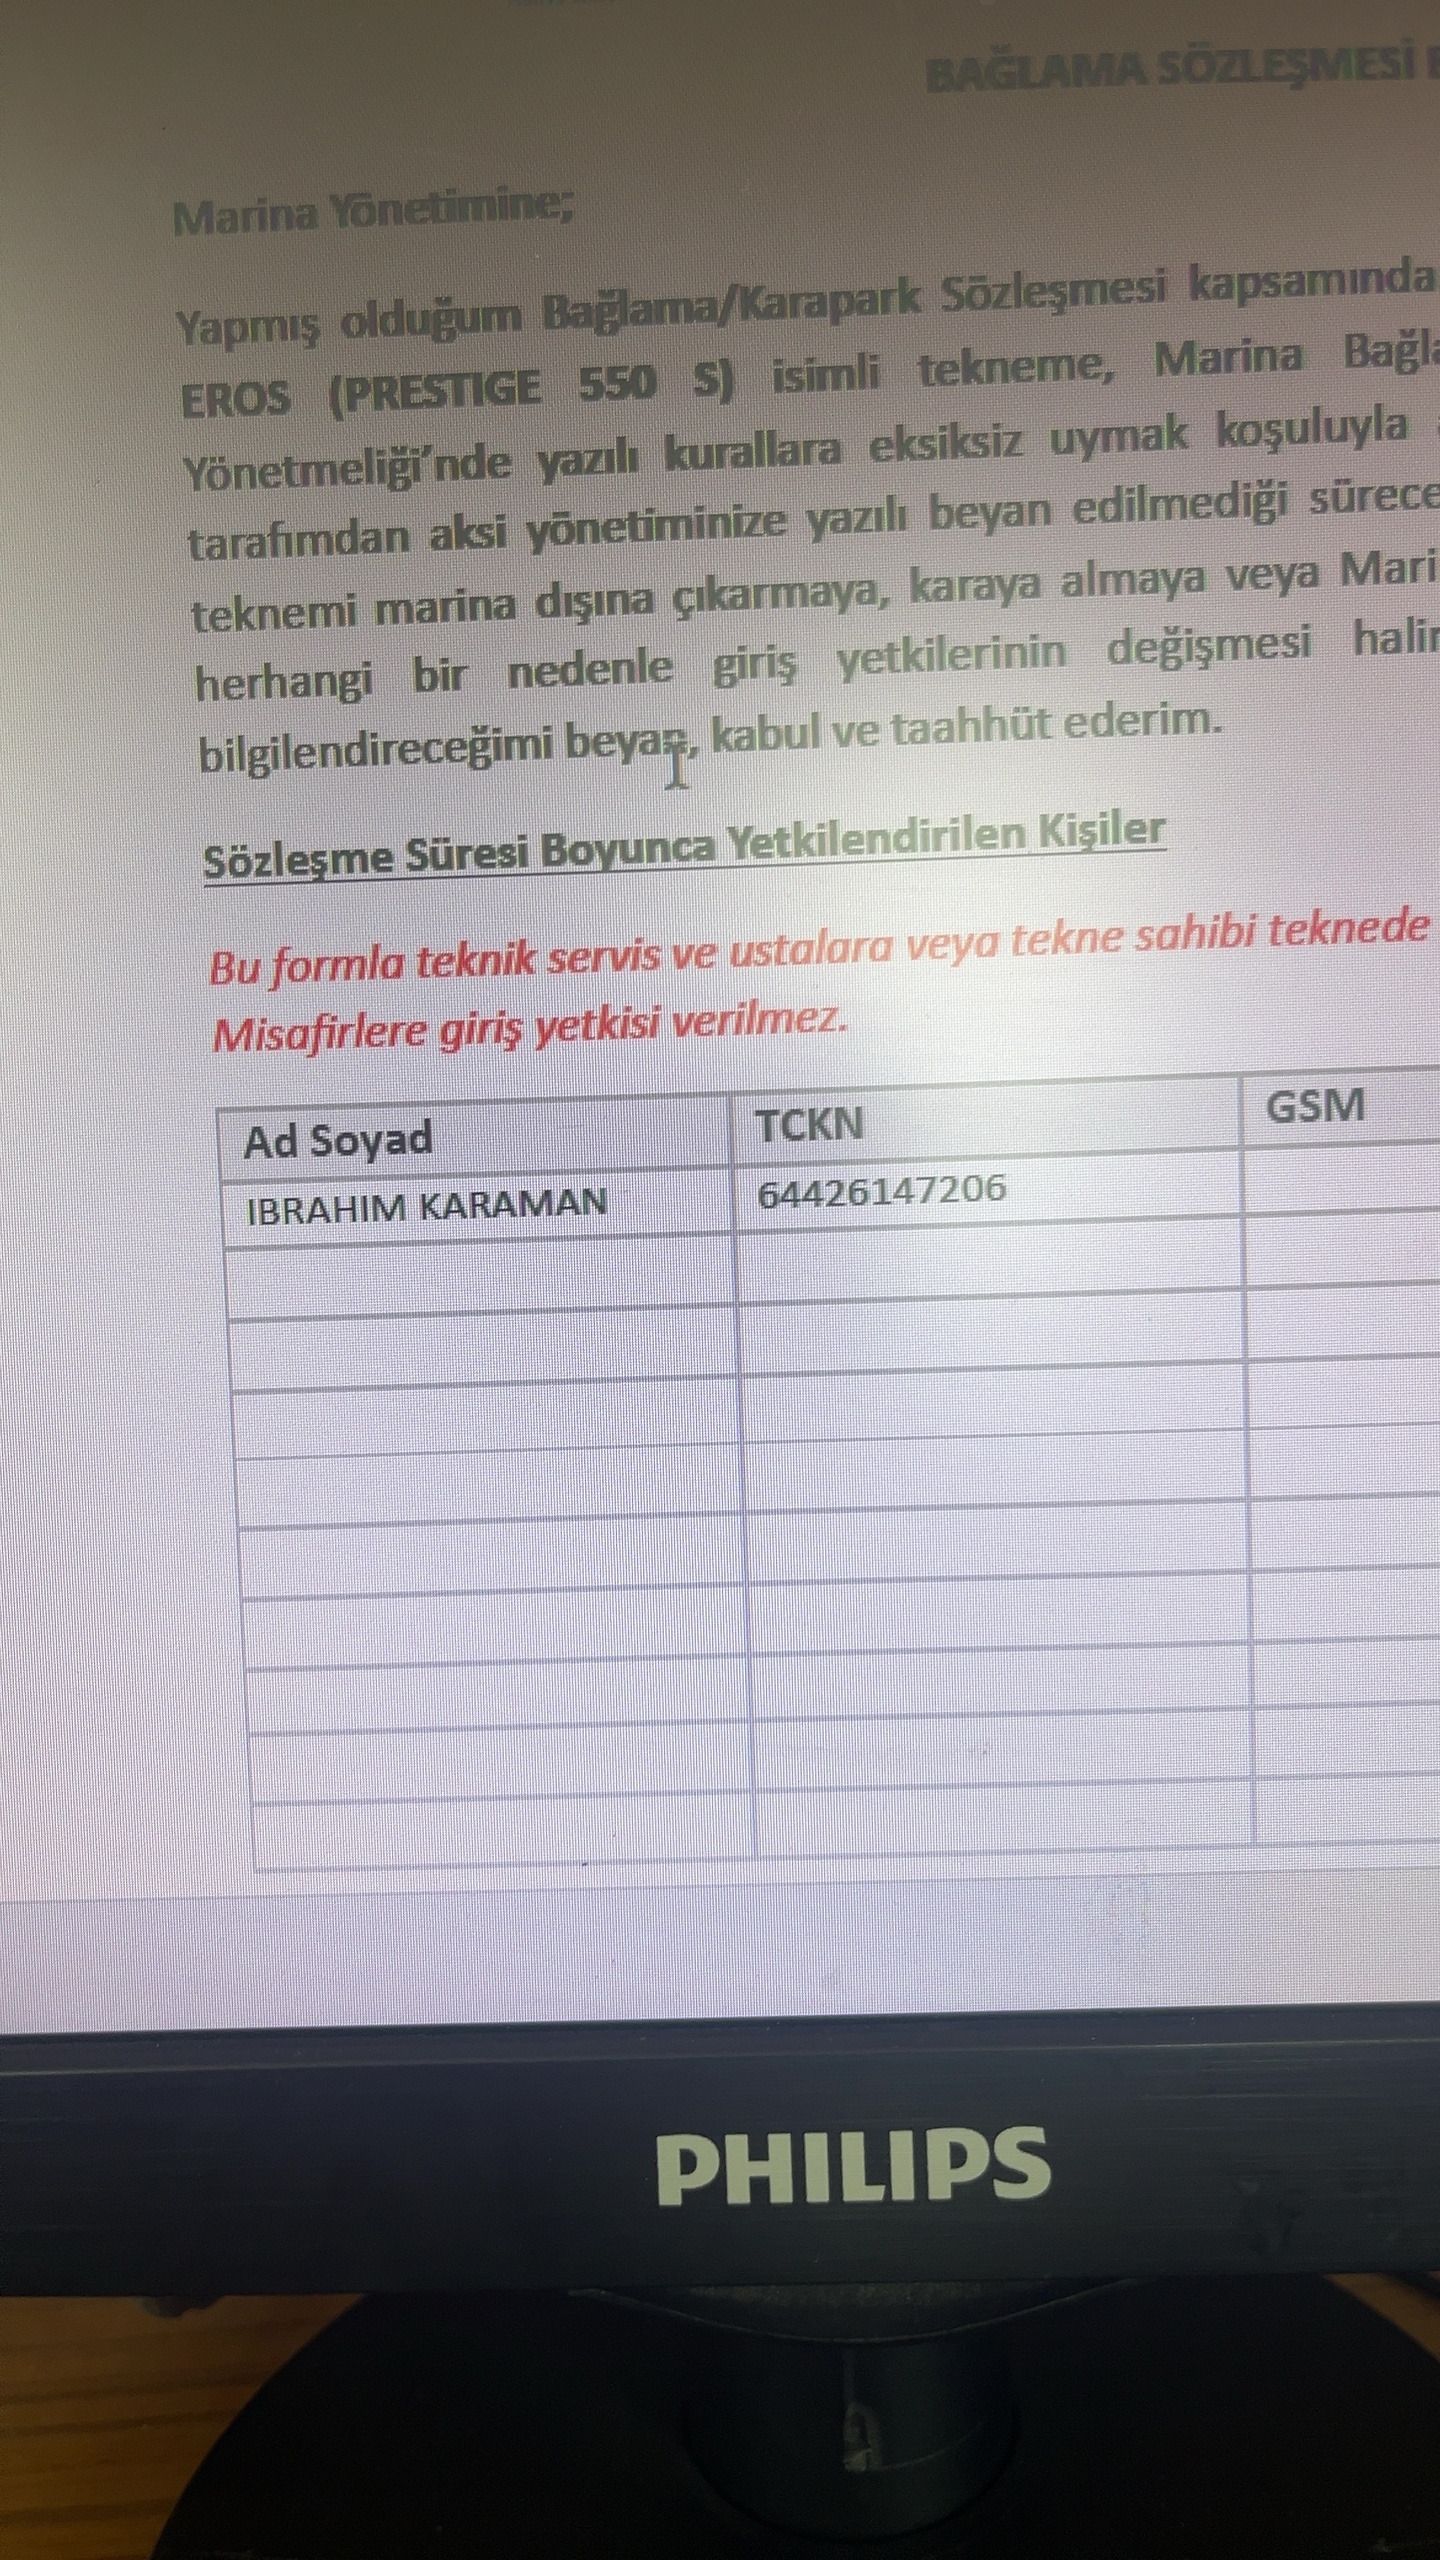 BAĞLAMA SÖZLEŞMESİ
Marina Yönetimine;
Yapmış olduğum Bağlama/Karapark Sözleşmesi kapsamında
EROS (PRESTIGE 550 S) isimli tekneme, Marina
Yönetmeliği'nde yazılı kurallara eksiksiz uymak koşuluyla
tarafımdan aksi yönetiminize yazılı beyan edilmediği sürece
teknemi marina dışına çıkarmaya, karaya almaya veya
herhangi bir nedenle giriş yetkilerinin değişmesi
bilgilendireceğimi beyan, kabul ve taahhüt ederim.
Sözleşme Süresi Boyunca Yetkilendirilen Kişiler
Bu formla teknik servis ve ustalara veya tekne sahibi teknede
Misafirlere giriş yetkisi verilmez.
Ad Soyad TCKN GSM
IBRAHIM KARAMAN 64426147206
PHILIPS